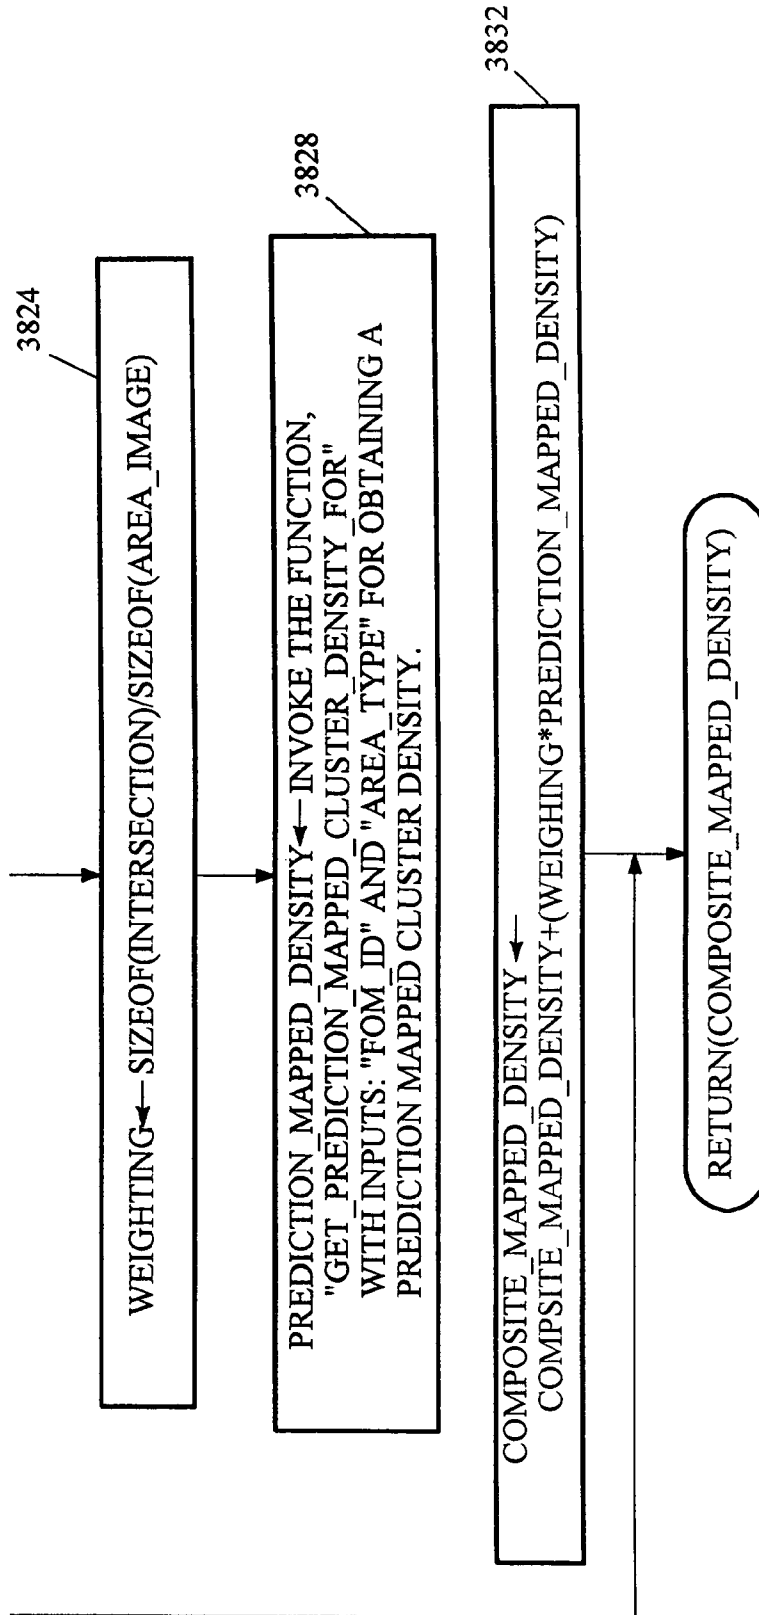 3824
WEIGHTING← SIZEOF(INTERSECTION)/SIZEOF(AREA_IMAGE)
3828
PREDICTION_MAPPED_DENSITY← INVOKE THE FUNCTION,
"GET_PREDICTION_MAPPED_CLUSTER_DENSITY_FOR"
WITH INPUTS: "FOM_ID" AND "AREA_TYPE" FOR OBTAINING A
PREDICTION MAPPED CLUSTER DENSITY.
3832
COMPOSITE_MAPPED_DENSITY ←
COMPSITE_MAPPED_DENSITY+(WEIGHING*PREDICTION_MAPPED_DENSITY)
RETURN(COMPOSITE_MAPPED_DENSITY)